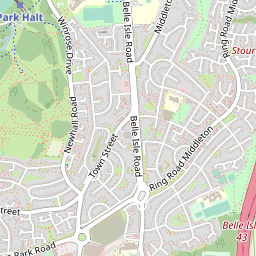 Park Halt
Winrose Drive
Belle Isle Road
Middleton
Ring Road Middleton
Stour
Newhall Road
Town Street
Belle Isle Road
Ring Road Middleton
Street
Park Road
Belle Isl
43